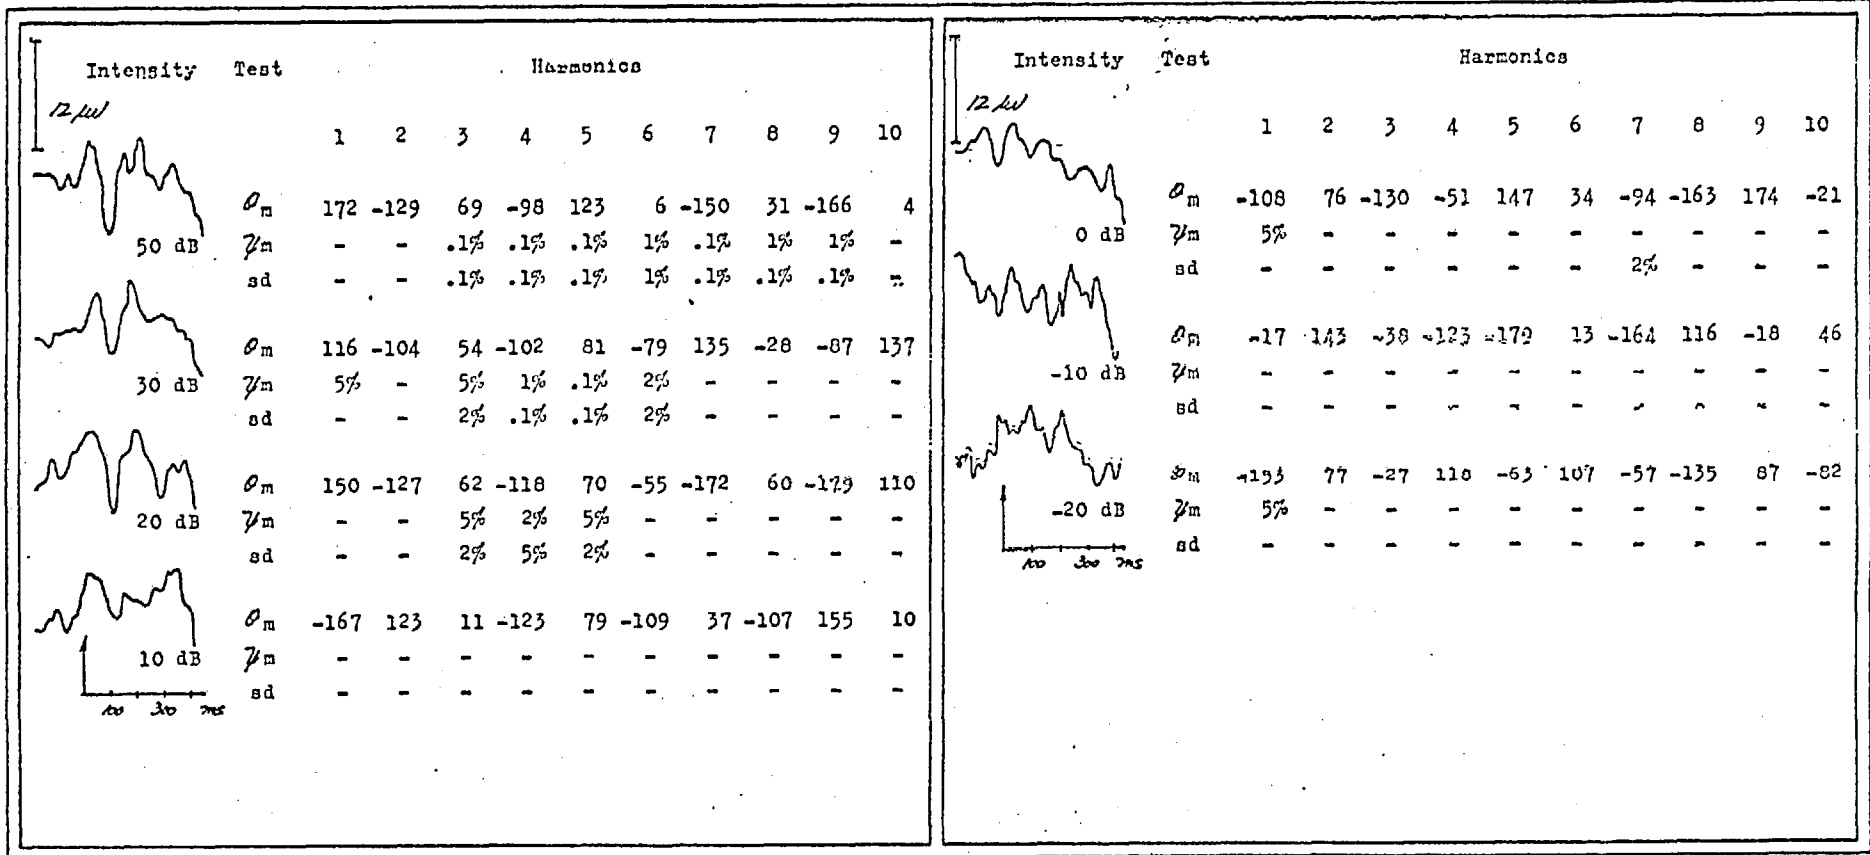 Intensity Test Harmonics
12 μv
1 2 3 4 5 6 7 8 9 10
θm 172 -129 69 -98 123 6 -150 31 -166 4
50 dB γm - - .1% .1% .1% 1% .1% 1% 1% -
sd - - .1% .1% .1% 1% .1% .1% .1% -
θm 116 -104 54 -102 81 -79 135 -28 -87 137
30 dB γm 5% - 5% 1% .1% 2% - - - -
sd - - 2% .1% .1% 2% - - - -
θm 150 -127 62 -118 70 -55 -172 60 -179 110
20 dB γm - - 5% 2% 5% - - - - -
sd - - 2% 5% 2% - - - - -
θm -167 123 11 -123 79 -109 37 -107 155 10
10 dB γm - - - - - - - - - -
sd - - - - - - - - - -
100 300 ms
Intensity Test Harmonics
12 μv
1 2 3 4 5 6 7 8 9 10
θm -108 76 -130 -51 147 34 -94 -163 174 -21
0 dB γm 5% - - - - - - - - -
sd - - - - - - 2% - - -
θm -17 143 -38 -123 -179 13 -164 116 -18 46
-10 dB γm - - - - - - - - - -
sd - - - - - - - - - -
θm 77 -27 118 -63 107 -57 -135 87 -82
-20 dB γm 5% - - - - - - - - -
sd - - - - - - - - - -
100 300 ms